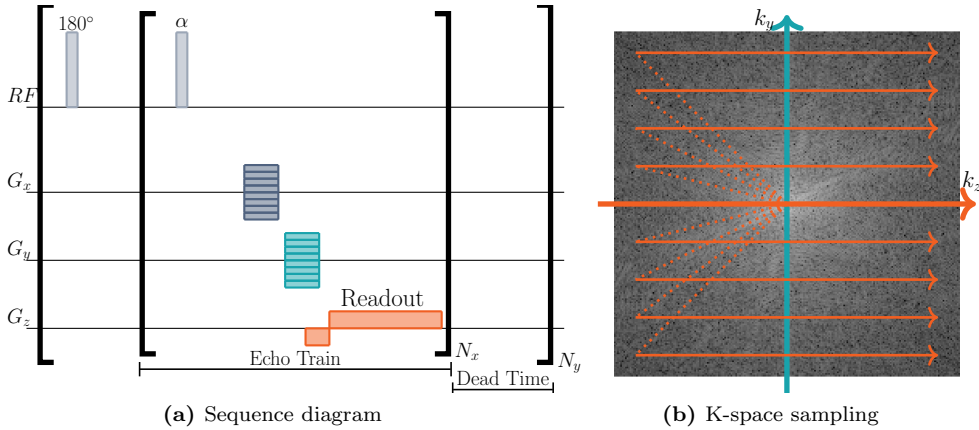 180° α
RF
G_x
G_y
G_z Readout
N_x
Echo Train
N_y
Dead Time
(a) Sequence diagram
k_y
k_z
(b) K-space sampling